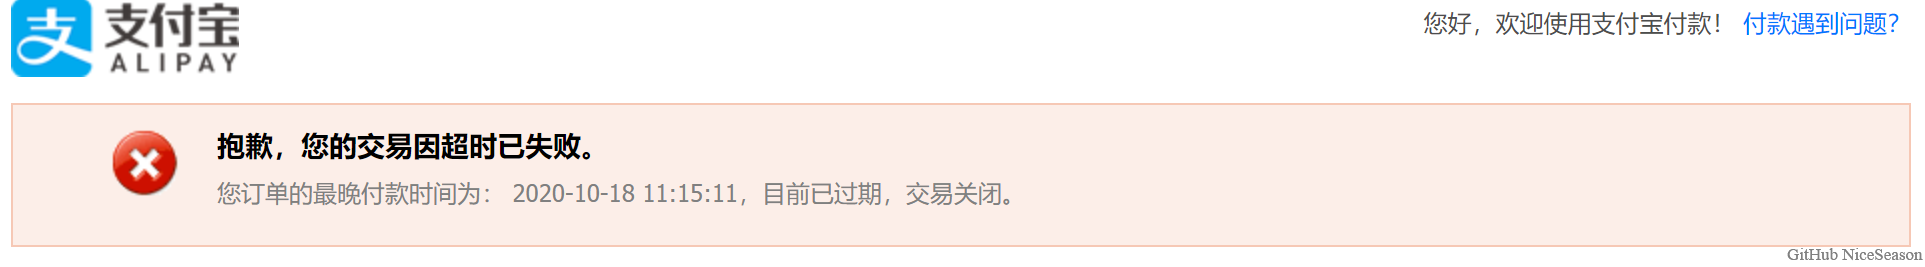 支付宝
ALIPAY
您好，欢迎使用支付宝付款！ 付款遇到问题？
抱歉，您的交易因超时已失败。
您订单的最晚付款时间为： 2020-10-18 11:15:11，目前已过期，交易关闭。
GitHub NiceSeason